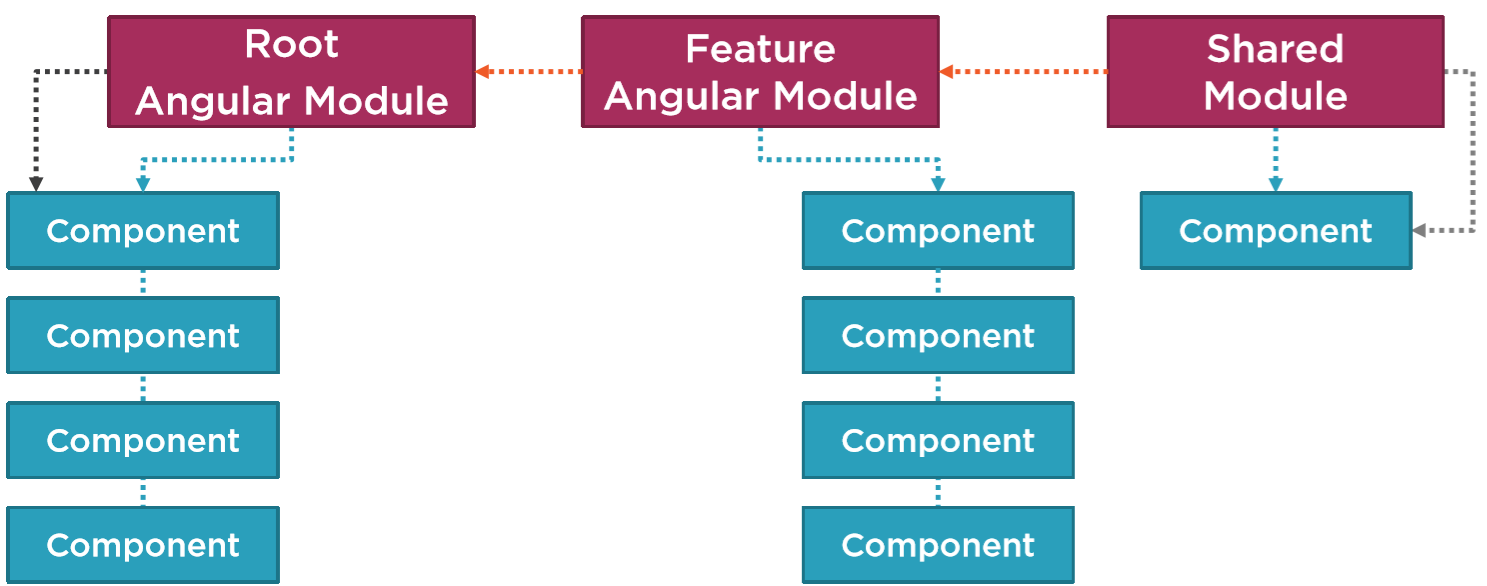 Root
Angular Module
Feature
Angular Module
Shared
Module
Component
Component
Component
Component
Component
Component
Component
Component
Component